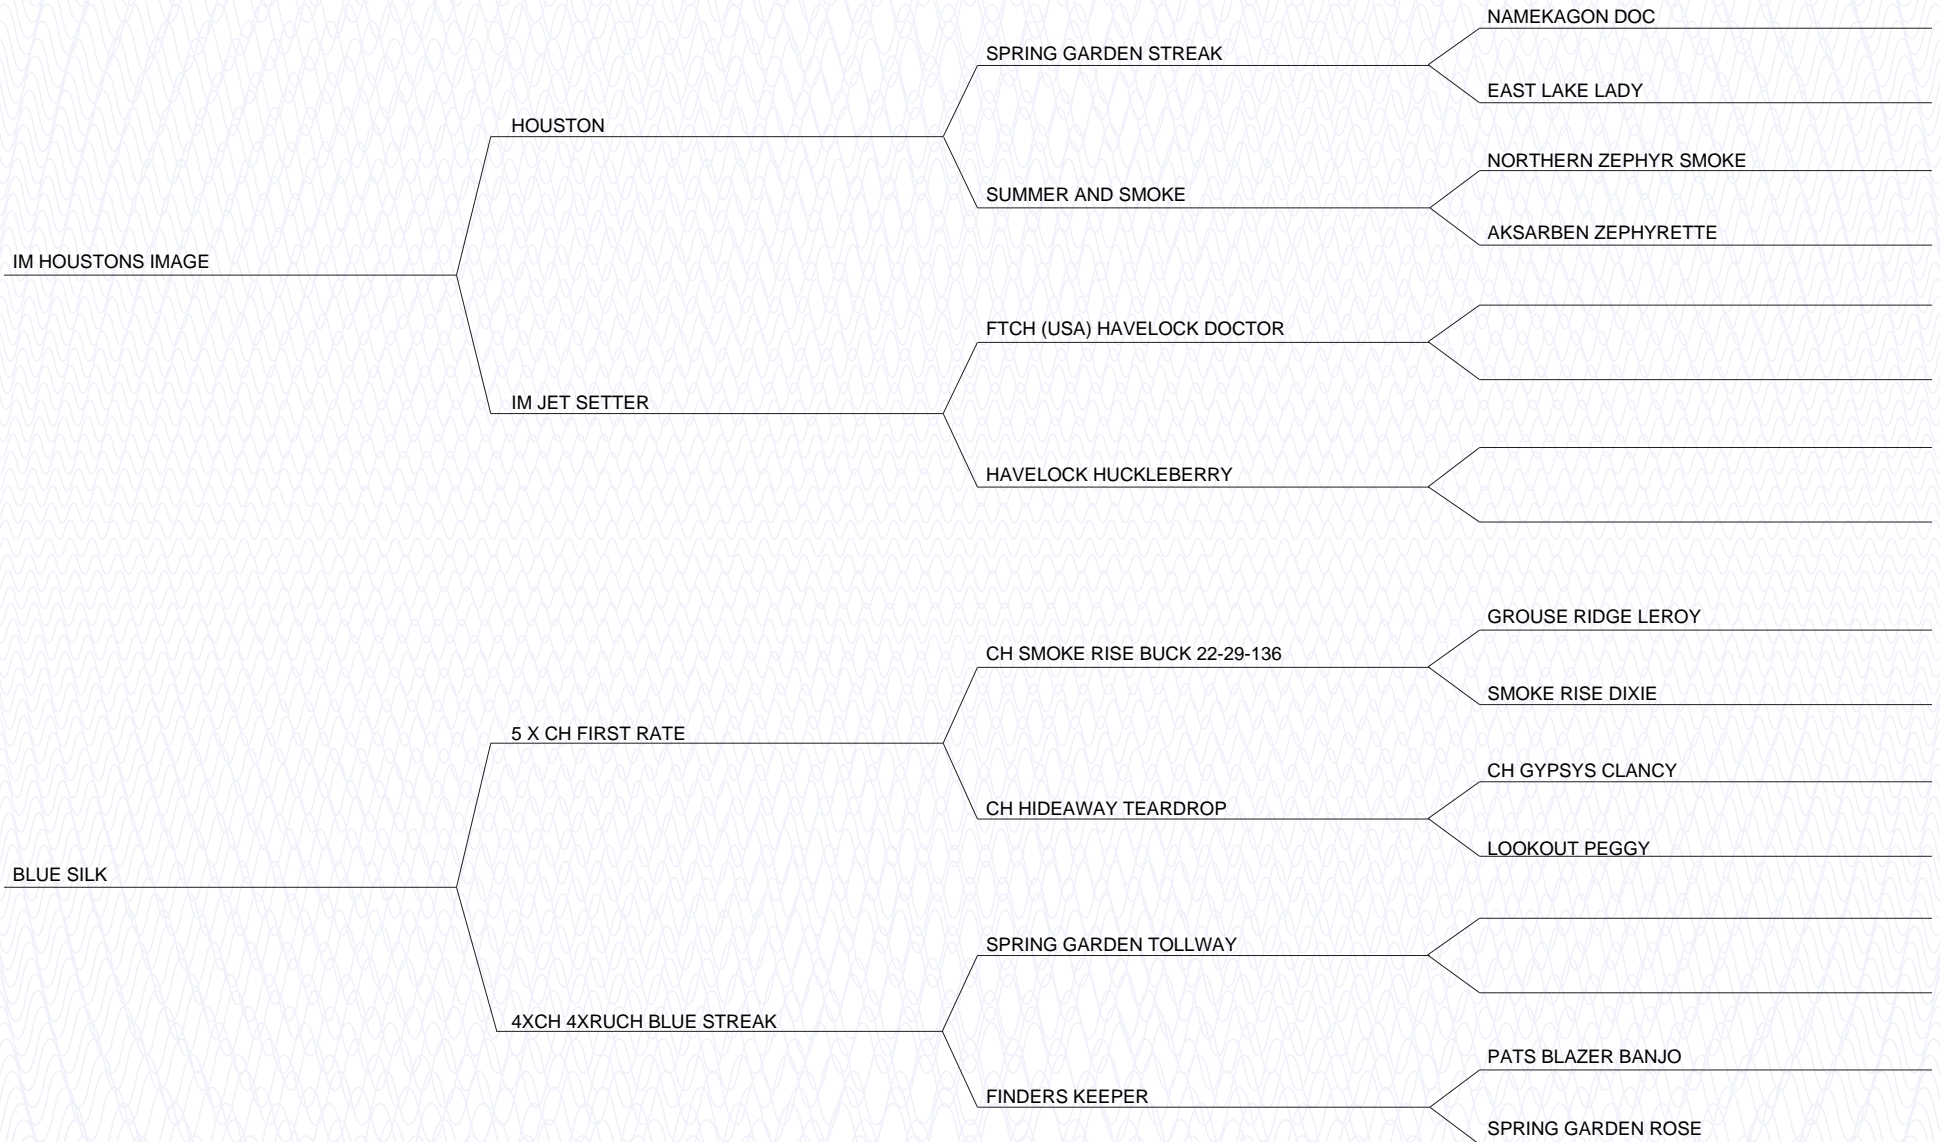 NAMEKAGON DOC
SPRING GARDEN STREAK
EAST LAKE LADY
HOUSTON
NORTHERN ZEPHYR SMOKE
SUMMER AND SMOKE
AKSARBEN ZEPHYRETTE
IM HOUSTONS IMAGE
FTCH (USA) HAVELOCK DOCTOR
IM JET SETTER
HAVELOCK HUCKLEBERRY
GROUSE RIDGE LEROY
CH SMOKE RISE BUCK 22-29-136
SMOKE RISE DIXIE
5 X CH FIRST RATE
CH GYPSYS CLANCY
CH HIDEAWAY TEARDROP
LOOKOUT PEGGY
BLUE SILK
SPRING GARDEN TOLLWAY
4XCH 4XRUCH BLUE STREAK
PATS BLAZER BANJO
FINDERS KEEPER
SPRING GARDEN ROSE